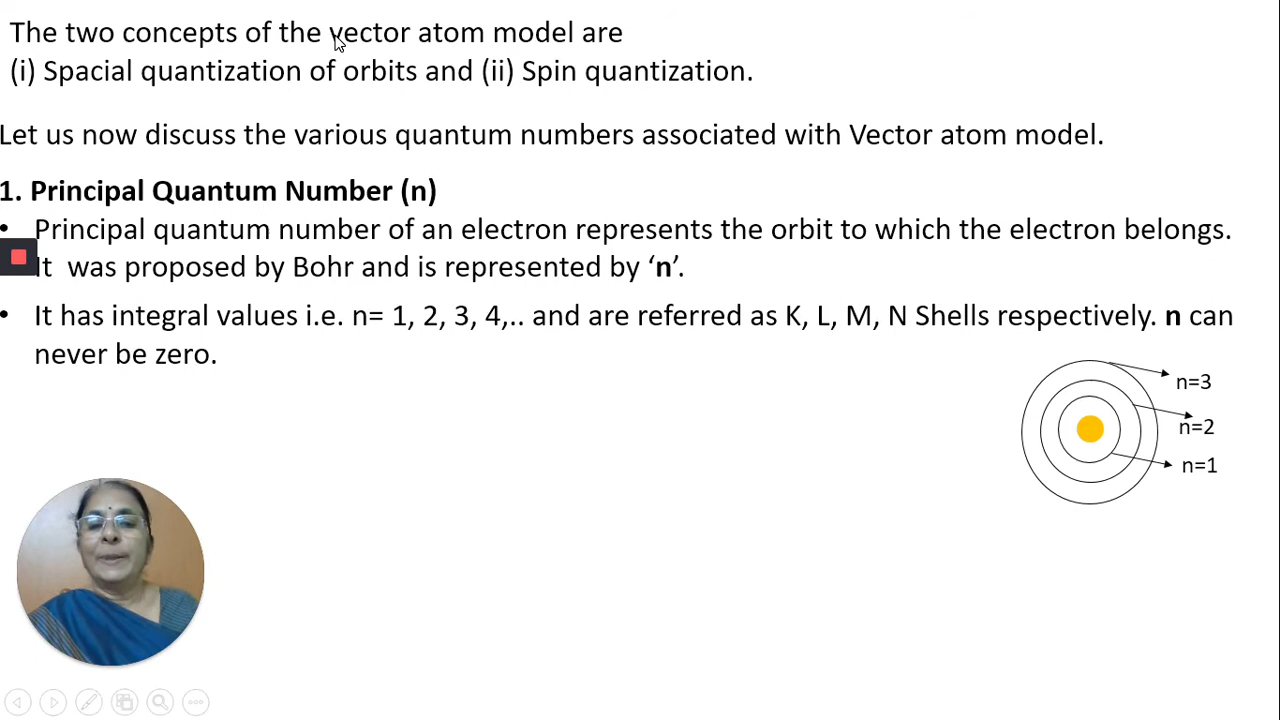 The two concepts of the vector atom model are
(i) Spacial quantization of orbits and (ii) Spin quantization.
Let us now discuss the various quantum numbers associated with Vector atom model.
1. Principal Quantum Number (n)
• Principal quantum number of an electron represents the orbit to which the electron belongs.
It was proposed by Bohr and is represented by ‘n’.
• It has integral values i.e. n= 1, 2, 3, 4,.. and are referred as K, L, M, N Shells respectively. n can
never be zero.
n=3
n=2
n=1